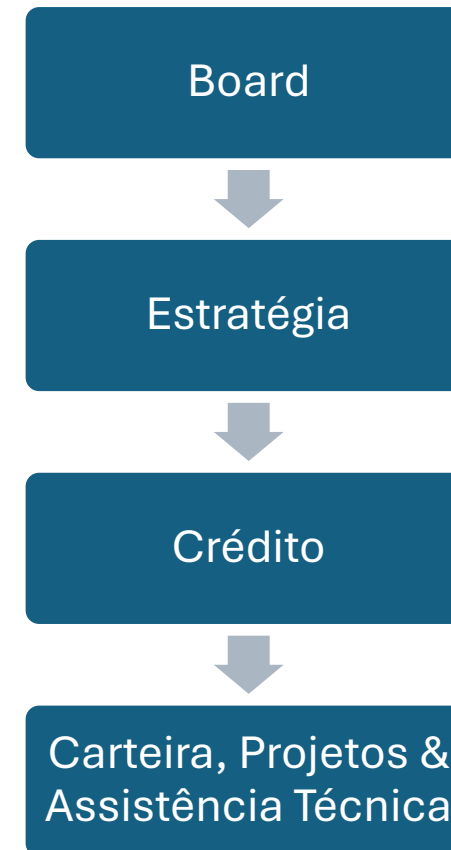 Board
Estratégia
Crédito
Carteira, Projetos &
Assistência Técnica